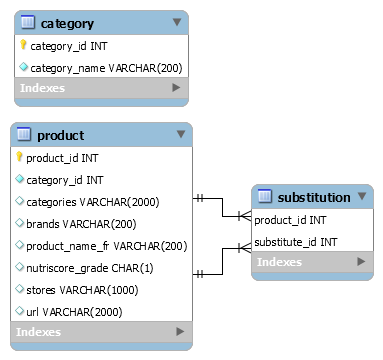 category
category_id INT
category_name VARCHAR(200)
Indexes
product
product_id INT
category_id INT
categories VARCHAR(2000)
brands VARCHAR(200)
product_name_fr VARCHAR(200)
nutriscore_grade CHAR(1)
stores VARCHAR(1000)
url VARCHAR(2000)
Indexes
substitution
product_id INT
substitute_id INT
Indexes